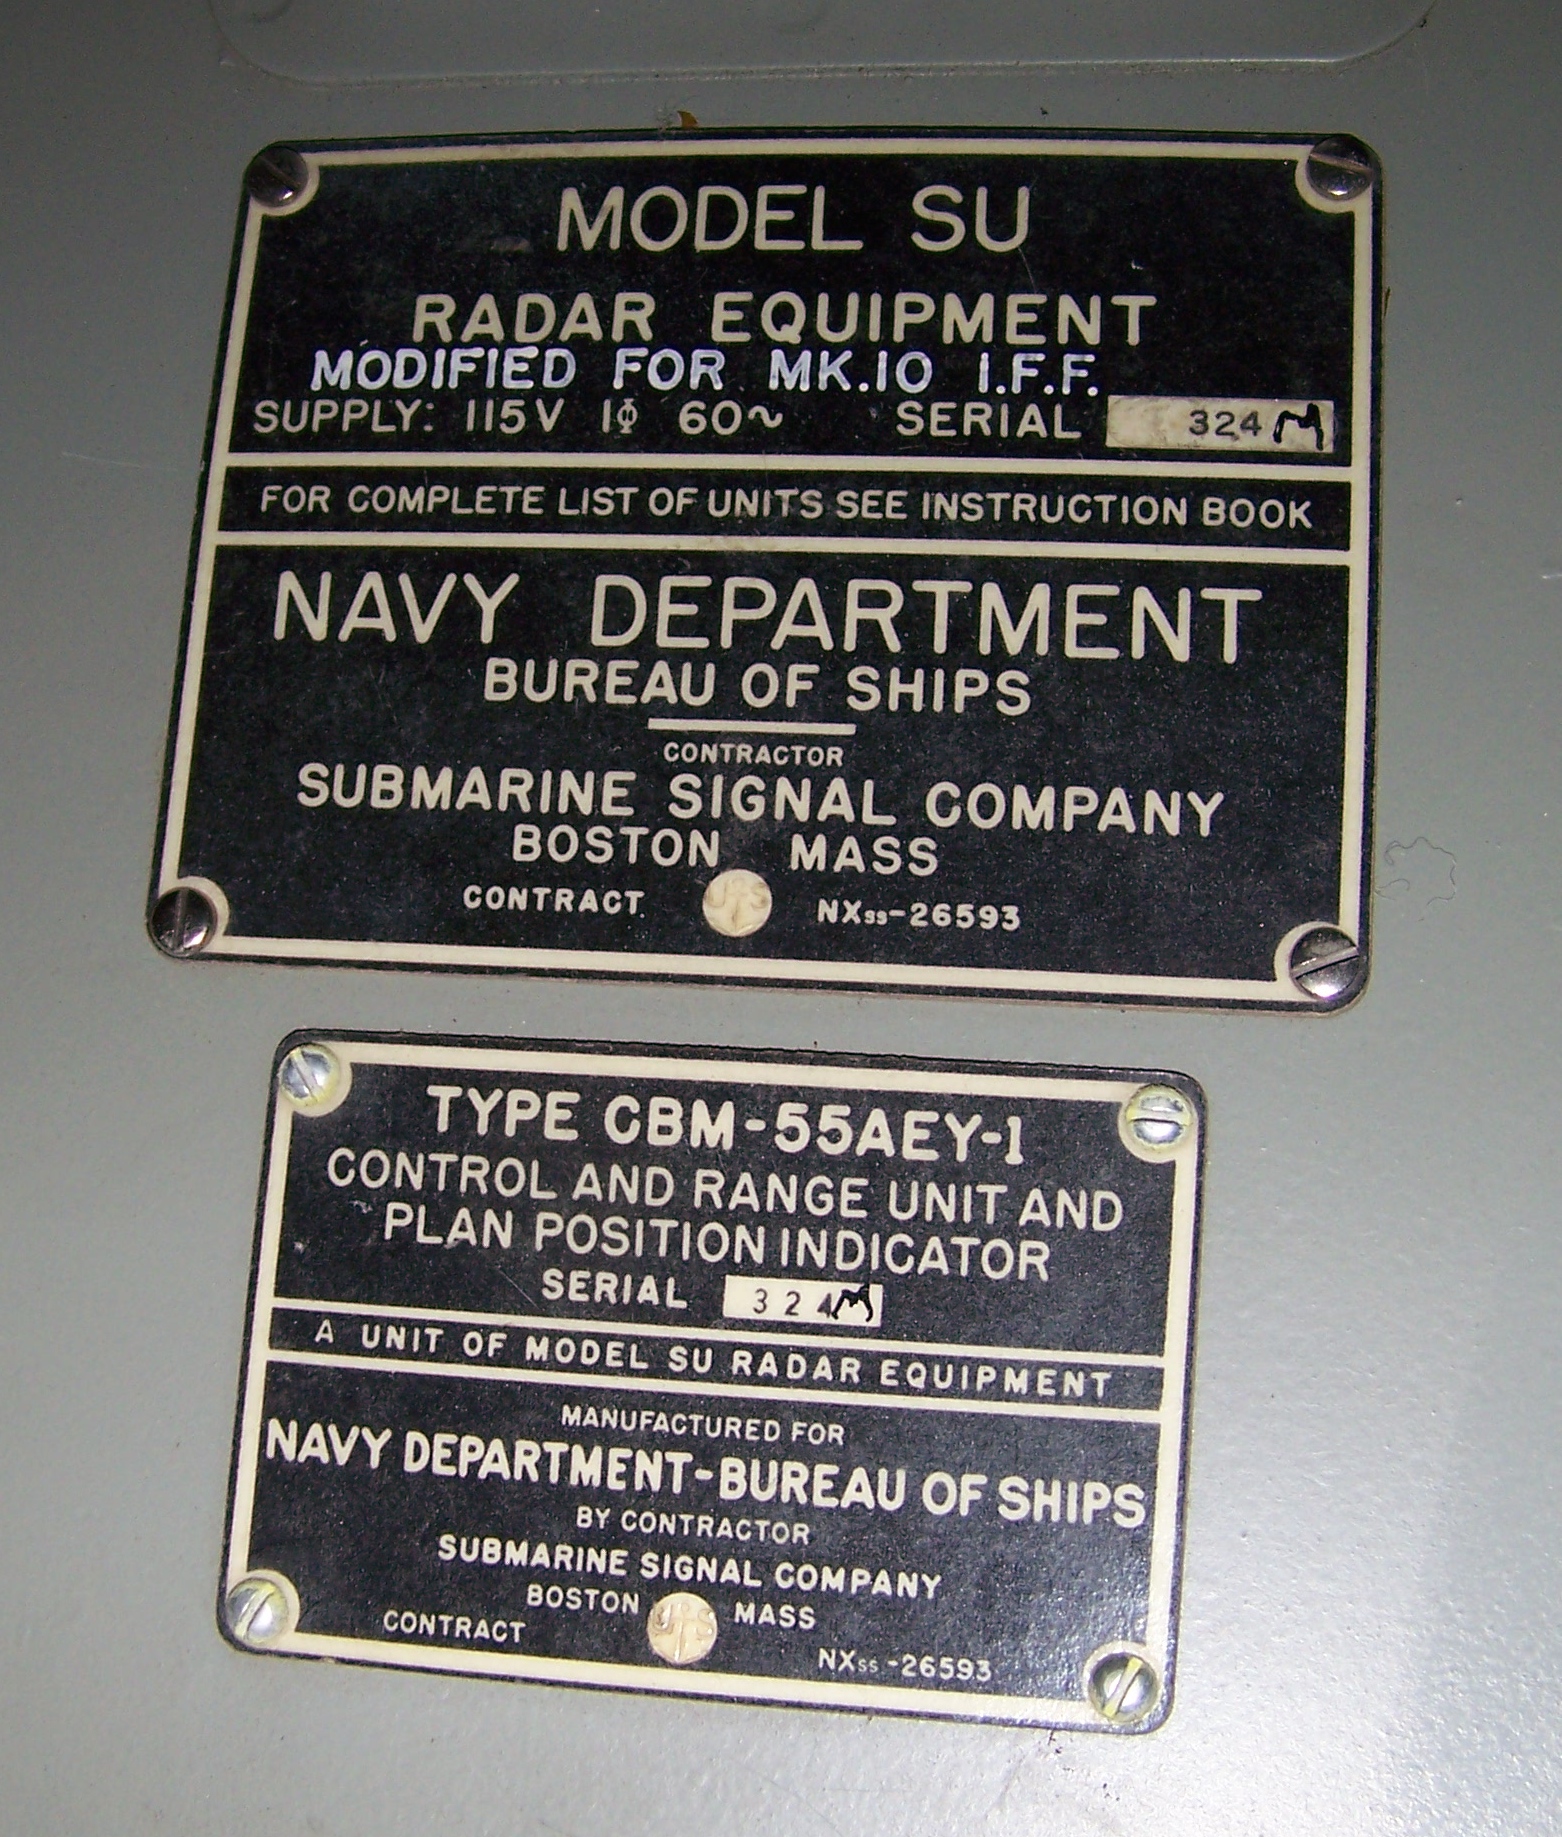 MODEL SU
RADAR EQUIPMENT
MODIFIED FOR MK.10 I.F.F.
SUPPLY: 115V 1Φ 60~ SERIAL 324M
FOR COMPLETE LIST OF UNITS SEE INSTRUCTION BOOK
NAVY DEPARTMENT
BUREAU OF SHIPS
CONTRACTOR
SUBMARINE SIGNAL COMPANY
BOSTON MASS
CONTRACT NXss-26593
TYPE CBM-55AEY-1
CONTROL AND RANGE UNIT AND
PLAN POSITION INDICATOR
SERIAL 324M
A UNIT OF MODEL SU RADAR EQUIPMENT
MANUFACTURED FOR
NAVY DEPARTMENT-BUREAU OF SHIPS
BY CONTRACTOR
SUBMARINE SIGNAL COMPANY
BOSTON MASS
CONTRACT NXss-26593